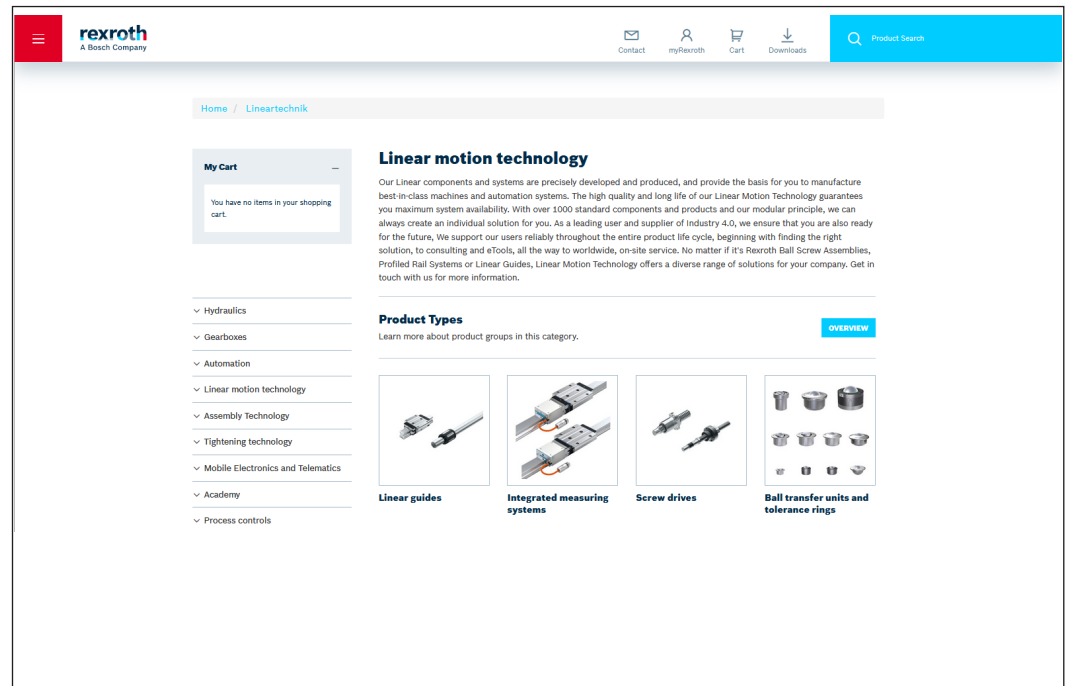 rexroth
A Bosch Company
Contact
myRexroth
Cart
Downloads
Product Search
Home / Lineartechnik
My Cart
You have no items in your shopping
cart.
Hydraulics
Gearboxes
Automation
Linear motion technology
Assembly Technology
Tightening technology
Mobile Electronics and Telematics
Academy
Process controls
Linear motion technology
Our Linear components and systems are precisely developed and produced, and provide the basis for you to manufacture
best-in-class machines and automation systems. The high quality and long life of our Linear Motion Technology guarantees
you maximum system availability. With over 1000 standard components and products and our modular principle, we can
always create an individual solution for you. As a leading user and supplier of Industry 4.0, we ensure that you are also ready
for the future, We support our users reliably throughout the entire product life cycle, beginning with finding the right
solution, to consulting and eTools, all the way to worldwide, on-site service. No matter if it's Rexroth Ball Screw Assemblies,
Profiled Rail Systems or Linear Guides, Linear Motion Technology offers a diverse range of solutions for your company. Get in
touch with us for more information.
Product Types
Learn more about product groups in this category.
OVERVIEW
Linear guides
Integrated measuring
systems
Screw drives
Ball transfer units and
tolerance rings